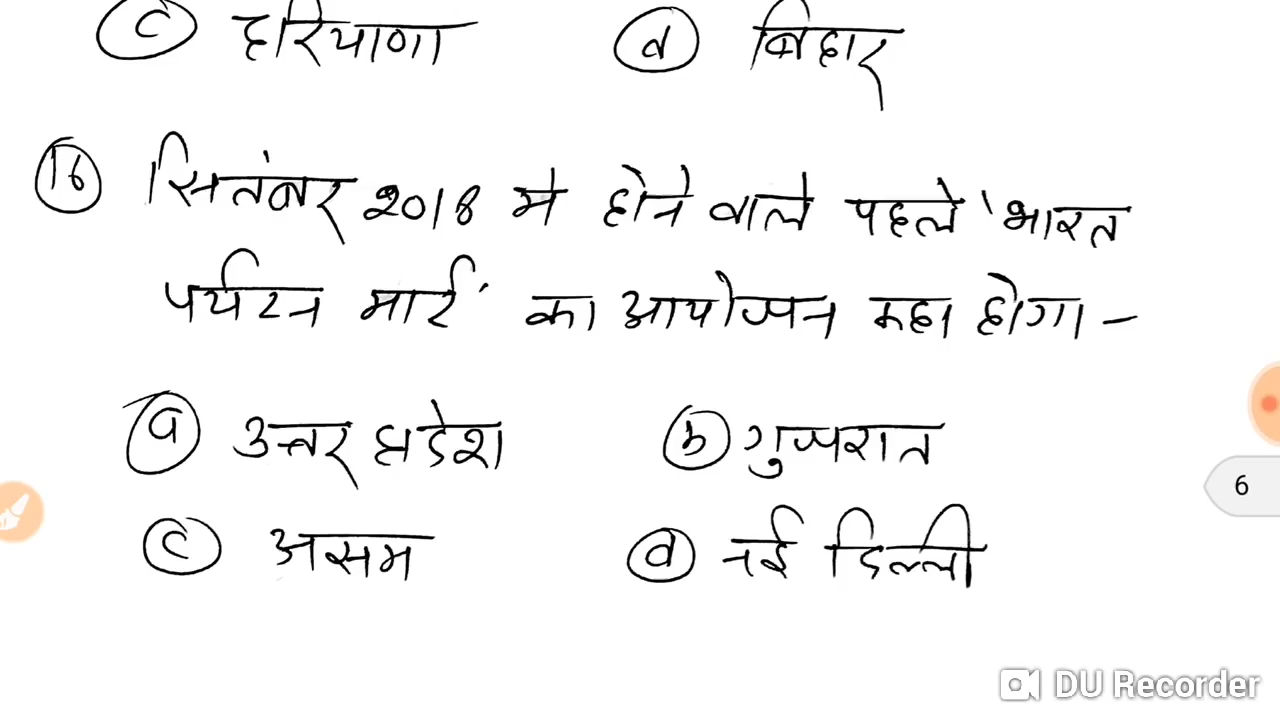 (c) हरियाणा (d) बिहार
(16) सितंबर 2018 मे होने वाले पहले 'भारत
पर्यटन मार्ट' का आयोजन कहा होगा -
(a) उत्तर प्रदेश (b) गुजरात
(c) असम (d) नई दिल्ली
6
DU Recorder